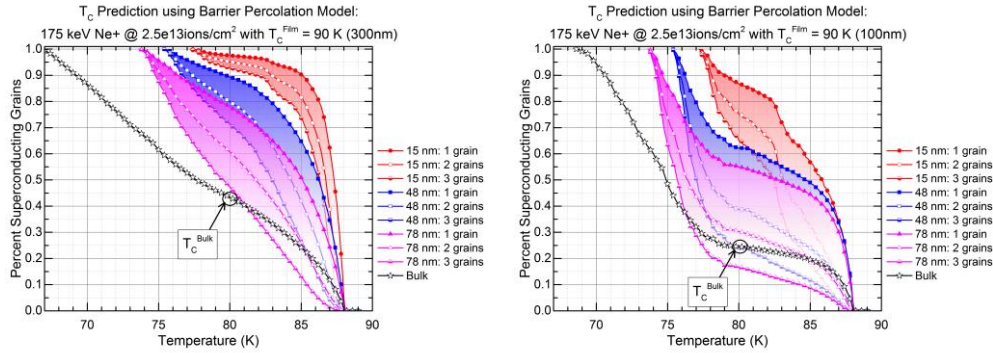 T_C Prediction using Barrier Percolation Model:
175 keV Ne+ @ 2.5e13ions/cm² with T_C^Film = 90 K (300nm)
Percent Superconducting Grains
1.0
0.9
0.8
0.7
0.6
0.5
0.4
0.3
0.2
0.1
0.0
T_C^Bulk
70 75 80 85 90
Temperature (K)
15 nm: 1 grain
15 nm: 2 grains
15 nm: 3 grains
48 nm: 1 grain
48 nm: 2 grains
48 nm: 3 grains
78 nm: 1 grain
78 nm: 2 grains
78 nm: 3 grains
Bulk
T_C Prediction using Barrier Percolation Model:
175 keV Ne+ @ 2.5e13ions/cm² with T_C^Film = 90 K (100nm)
Percent Superconducting Grains
1.0
0.9
0.8
0.7
0.6
0.5
0.4
0.3
0.2
0.1
0.0
T_C^Bulk
70 75 80 85 90
Temperature (K)
15 nm: 1 grain
15 nm: 2 grains
15 nm: 3 grains
48 nm: 1 grain
48 nm: 2 grains
48 nm: 3 grains
78 nm: 1 grain
78 nm: 2 grains
78 nm: 3 grains
Bulk